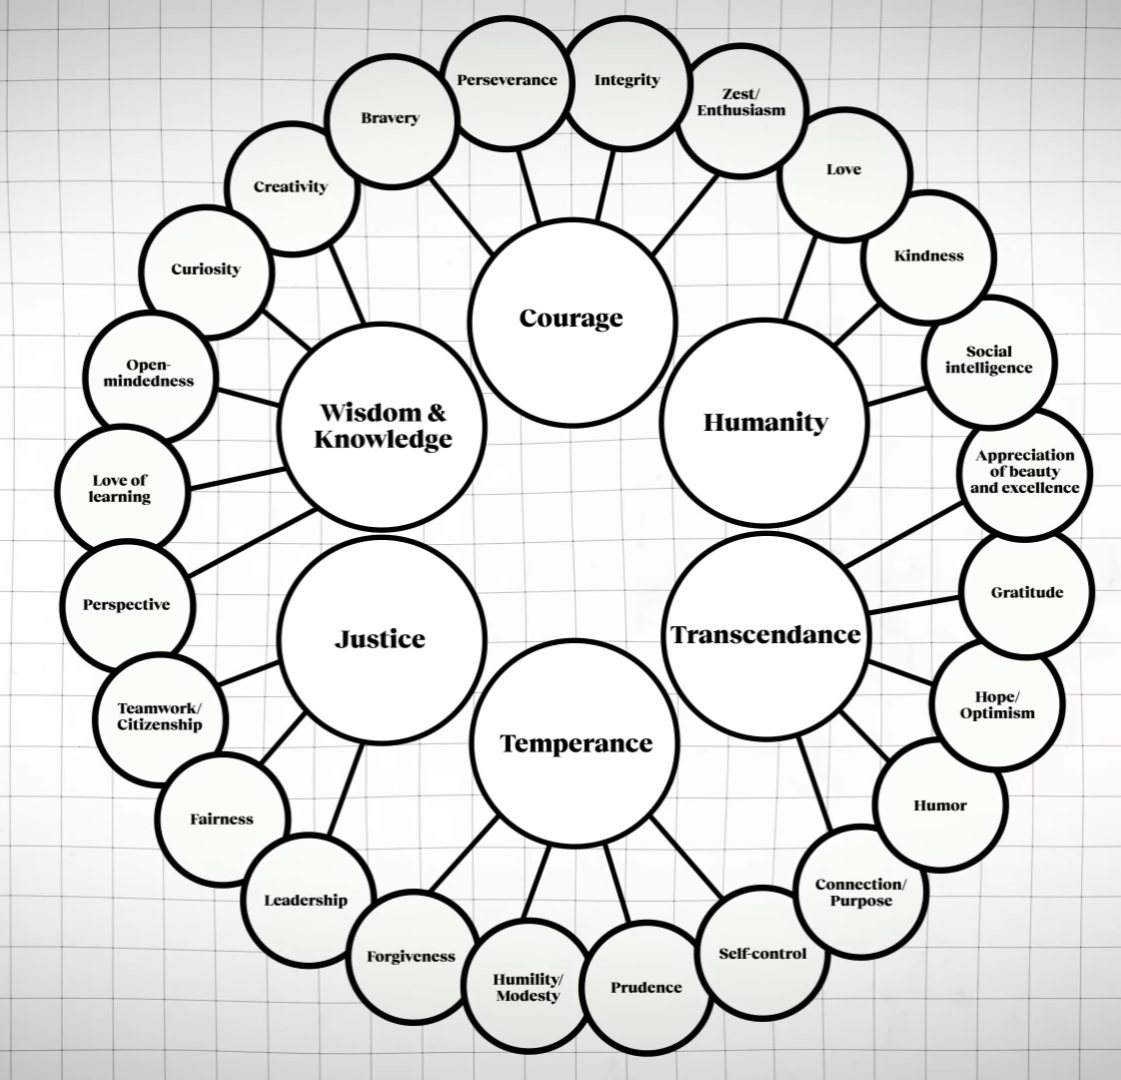 Perseverance
Integrity
Zest/
Enthusiasm
Bravery
Love
Creativity
Kindness
Curiosity
Courage
Social
intelligence
Open-
mindedness
Wisdom &
Knowledge
Humanity
Appreciation
of beauty
and excellence
Love of
learning
Gratitude
Perspective
Justice
Transcendance
Hope/
Optimism
Teamwork/
Citizenship
Temperance
Humor
Fairness
Connection/
Purpose
Leadership
Self-control
Forgiveness
Humility/
Modesty
Prudence